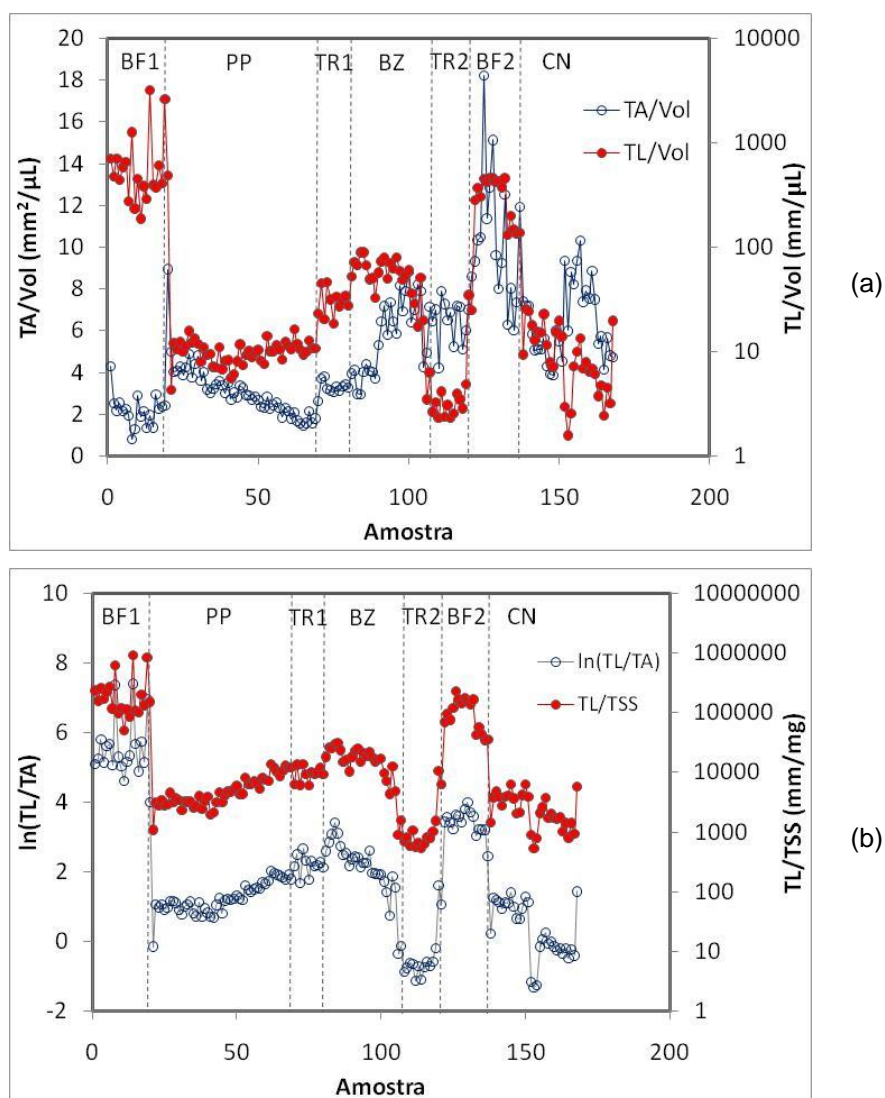 20
18
16
14
12
10
8
6
4
2
0
TA/Vol (mm²/µL)
BF1 PP TR1 BZ TR2 BF2 CN
TA/Vol
TL/Vol
10000
1000
100
10
1
TL/Vol (mm/µL)
(a)
0 50 100 150 200
Amostra
10
8
6
4
2
0
-2
ln(TL/TA)
BF1 PP TR1 BZ TR2 BF2 CN
ln(TL/TA)
TL/TSS
10000000
1000000
100000
10000
1000
100
10
1
TL/TSS (mm/mg)
(b)
0 50 100 150 200
Amostra